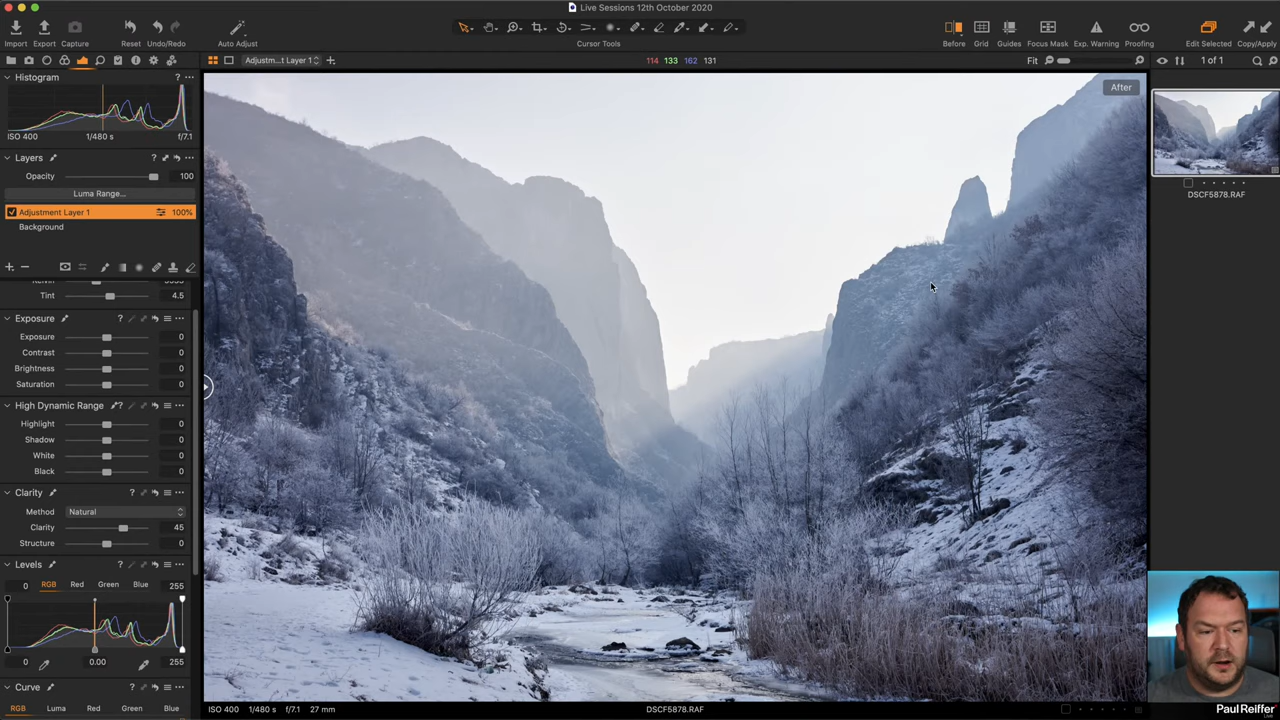 Live Sessions 12th October 2020
Import Export Capture Reset Undo/Redo Auto Adjust Cursor Tools Before Grid Guides Focus Mask Exp. Warning Proofing Edit Selected Copy/Apply
Adjustm...t Layer 1 114 133 162 131 Fit 1 of 1
Histogram ?
ISO 400 1/480 s f/7.1
Layers ?
Opacity 100
Luma Range...
Adjustment Layer 1 100%
Background
Tint 4.5
Exposure ?
Exposure 0
Contrast 0
Brightness 0
Saturation 0
High Dynamic Range ?
Highlight 0
Shadow 0
White 0
Black 0
Clarity ?
Method Natural
Clarity 45
Structure 0
Levels ?
0 RGB Red Green Blue 255
0 0.00 255
Curve ?
RGB Luma Red Green Blue
After
DSCF5878.RAF
ISO 400 1/480 s f/7.1 27 mm DSCF5878.RAF
Paul Reiffer
Live